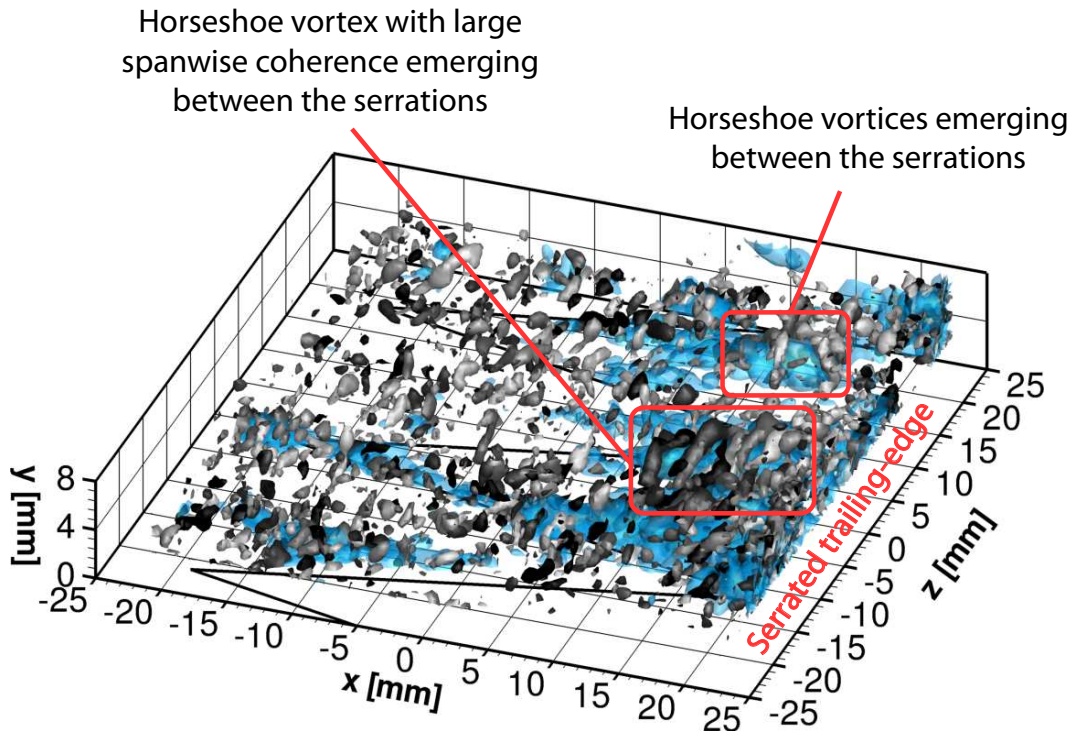 Horseshoe vortex with large
spanwise coherence emerging
between the serrations
Horseshoe vortices emerging
between the serrations
y [mm]
8
4
0
-25
-20
-15
-10
-5
0
5
10
15
20
25
x [mm]
25
20
15
10
5
0
-5
-10
-15
-20
-25
z [mm]
Serrated trailing-edge